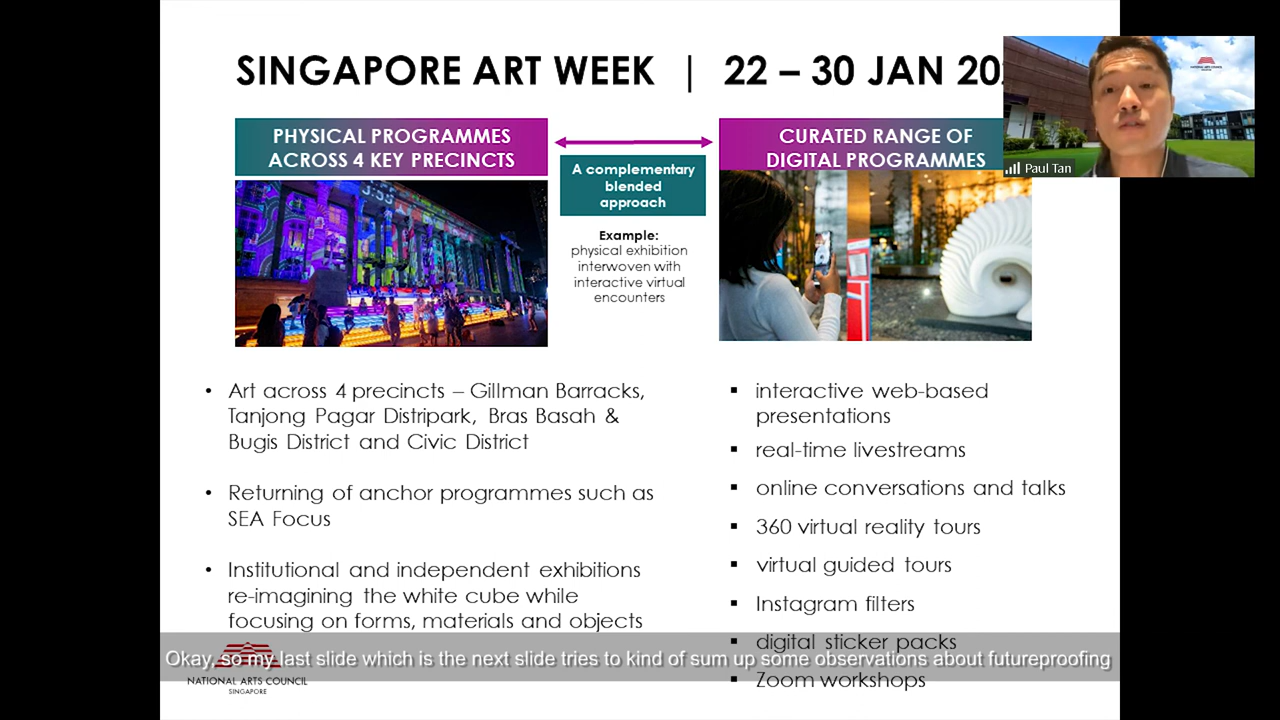 SINGAPORE ART WEEK | 22 – 30 JAN
NATIONAL ARTS COUNCIL
Paul Tan
PHYSICAL PROGRAMMES
ACROSS 4 KEY PRECINCTS
A complementary
blended
approach
Example:
physical exhibition
interwoven with
interactive virtual
encounters
CURATED RANGE OF
DIGITAL PROGRAMMES
• Art across 4 precincts – Gillman Barracks,
Tanjong Pagar Distripark, Bras Basah &
Bugis District and Civic District
• Returning of anchor programmes such as
SEA Focus
• Institutional and independent exhibitions
re-imagining the white cube while
focusing on forms, materials and objects
▪ interactive web-based
presentations
▪ real-time livestreams
▪ online conversations and talks
▪ 360 virtual reality tours
▪ virtual guided tours
▪ Instagram filters
▪ digital sticker packs
▪ Zoom workshops
Okay, so my last slide which is the next slide tries to kind of sum up some observations about futureproofing
NATIONAL ARTS COUNCIL
SINGAPORE